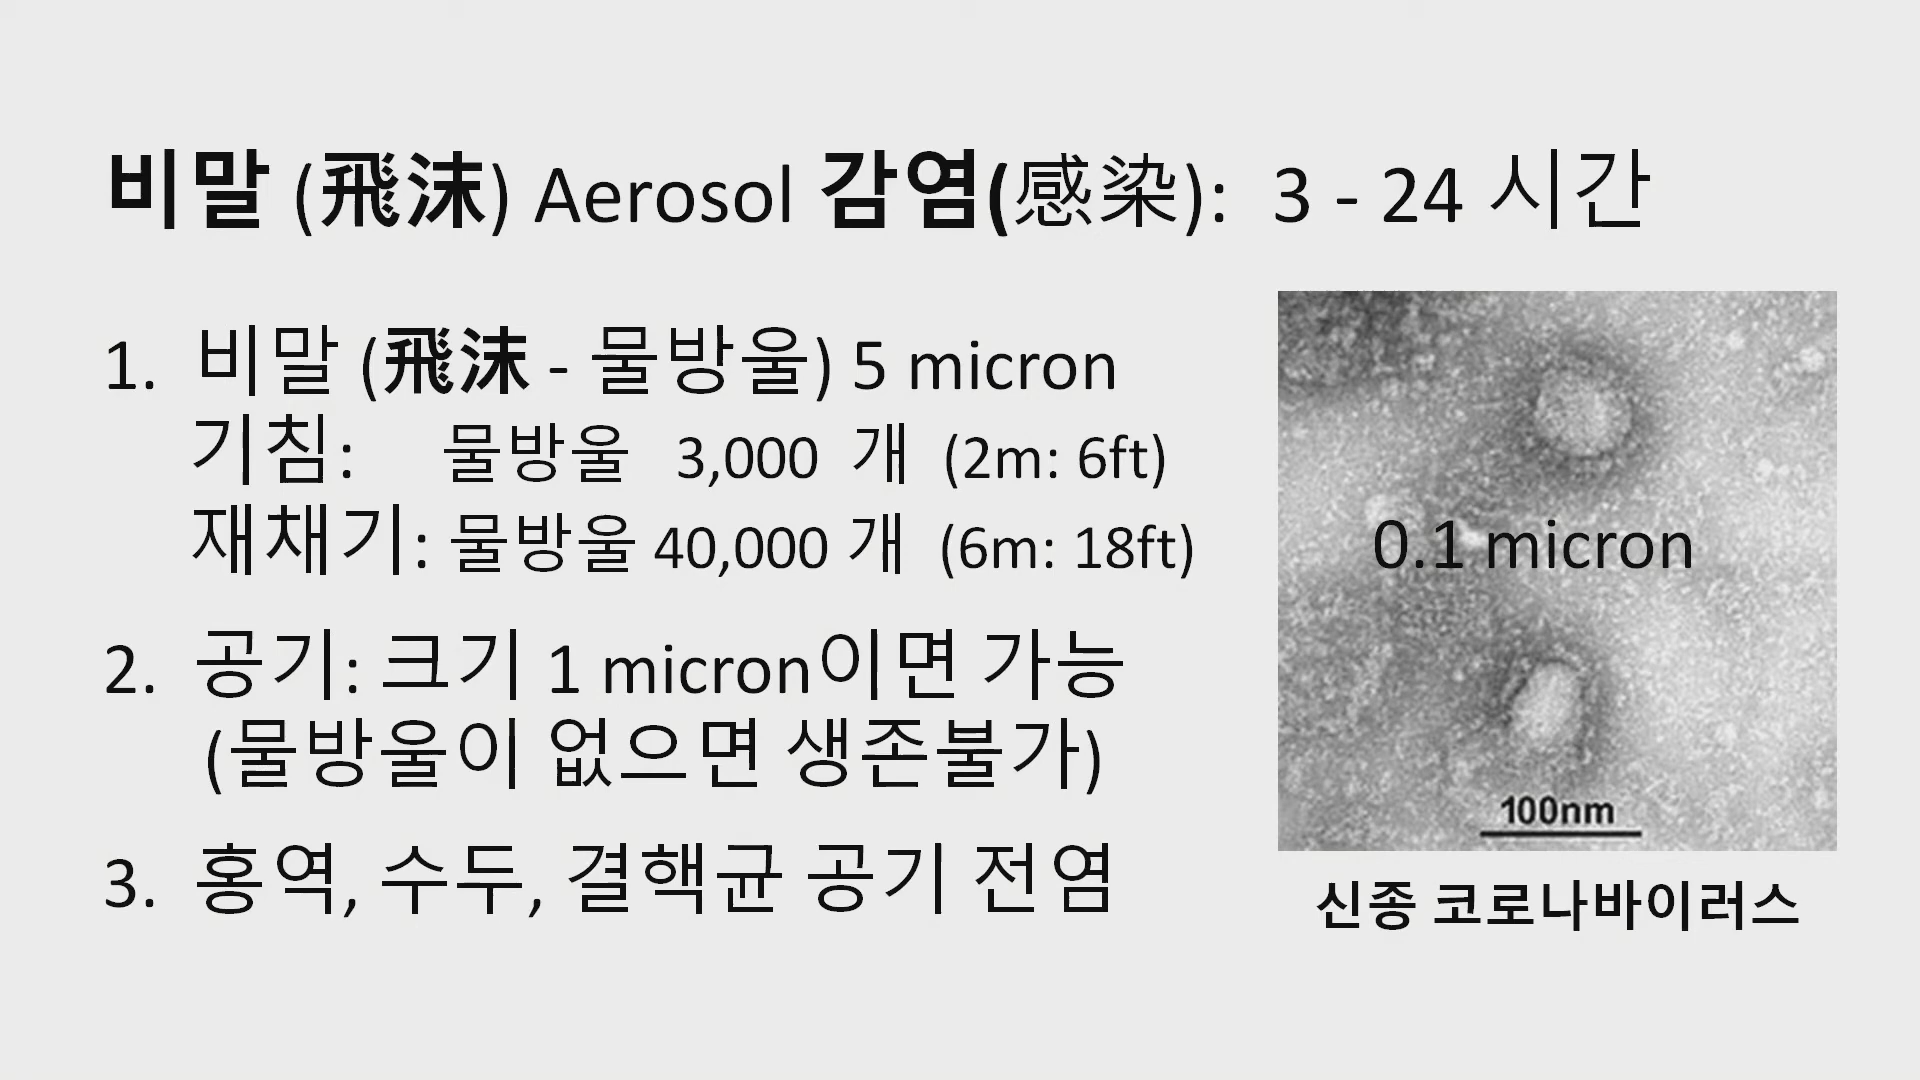 비말 (飛沫) Aerosol 감염(感染): 3 - 24 시간
1. 비말 (飛沫 - 물방울) 5 micron
기침: 물방울 3,000 개 (2m: 6ft)
재채기: 물방울 40,000 개 (6m: 18ft)
2. 공기: 크기 1 micron이면 가능
(물방울이 없으면 생존불가)
3. 홍역, 수두, 결핵균 공기 전염
0.1 micron
100nm
신종 코로나바이러스